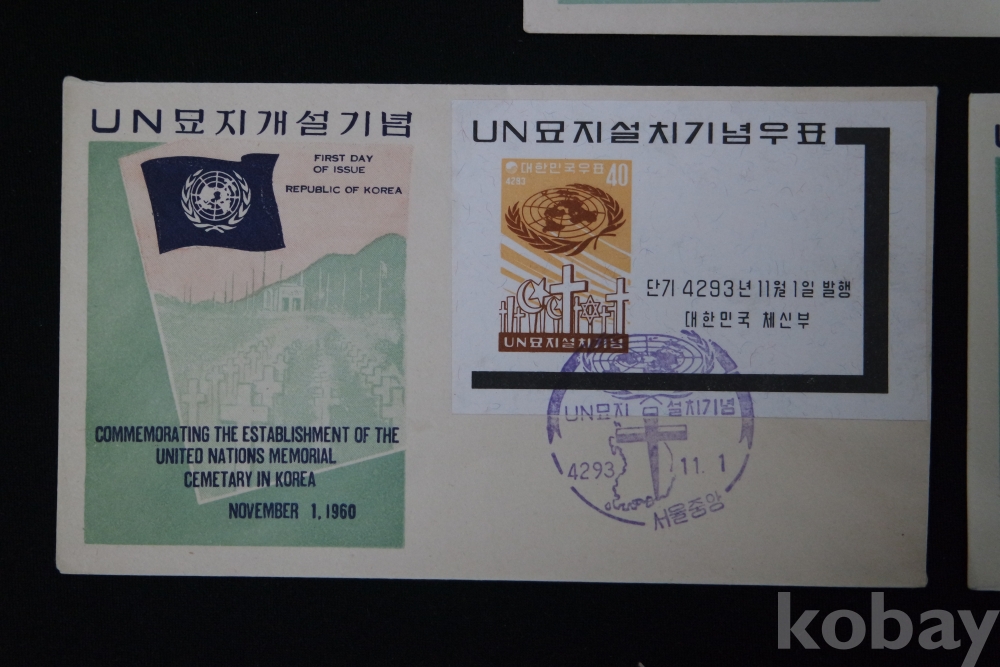 UN묘지개설기념
FIRST DAY
OF ISSUE
REPUBLIC OF KOREA
COMMEMORATING THE ESTABLISHMENT OF THE
UNITED NATIONS MEMORIAL
CEMETARY IN KOREA
NOVEMBER 1, 1960
UN묘지설치기념우표
대한민국우표
4293
40
UN묘지설치기념
단기 4293년 11월 1일 발행
대한민국 체신부
UN묘지 설치기념
4293 11. 1
서울중앙
kobay